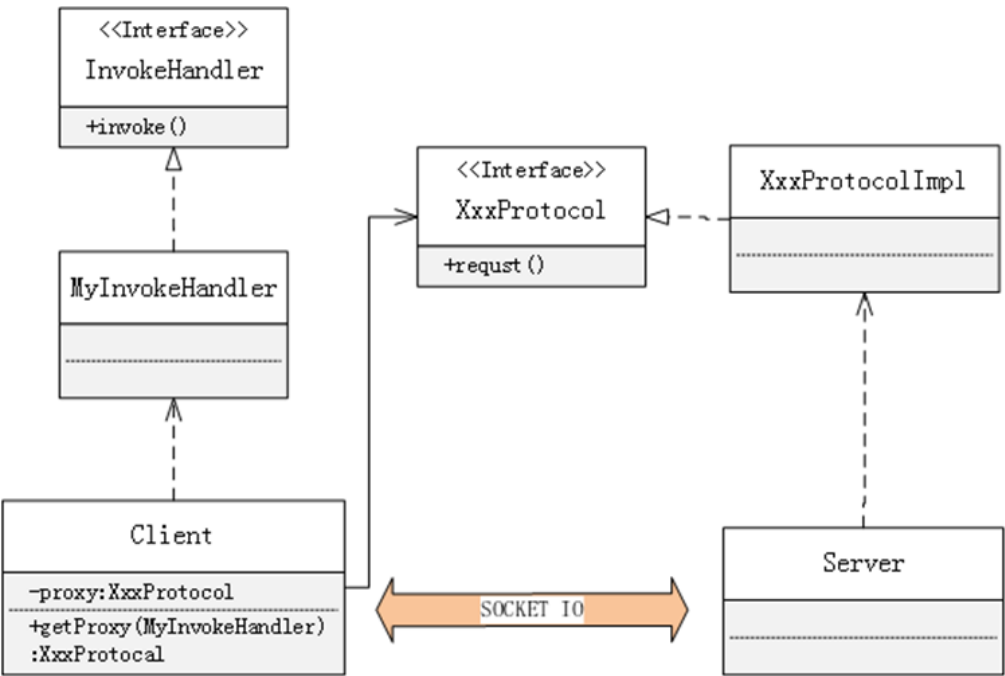 <<Interface>>
InvokeHandler
+invoke()
<<Interface>>
XxxProtocol
+requst()
XxxProtocolImpl
MyInvokeHandler
Client
-proxy:XxxProtocol
+getProxy(MyInvokeHandler)
:XxxProtocal
SOCKET IO
Server